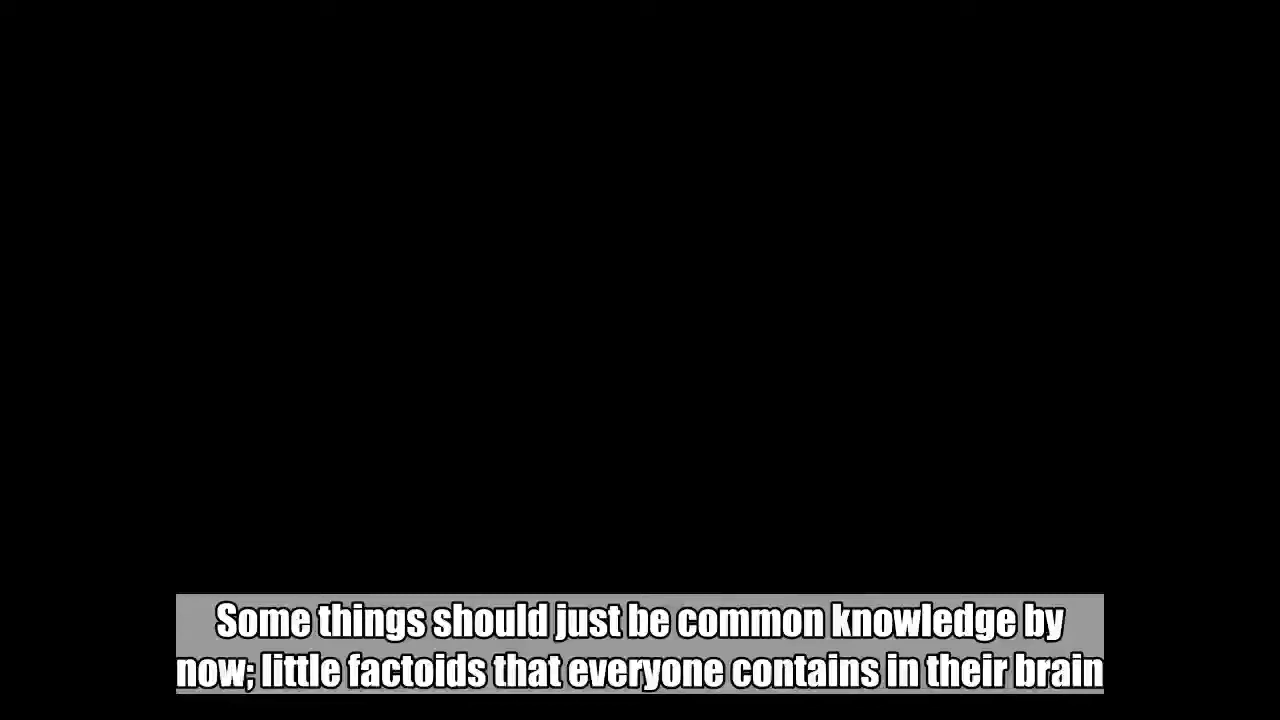 Some things should just be common knowledge by
now; little factoids that everyone contains in their brain